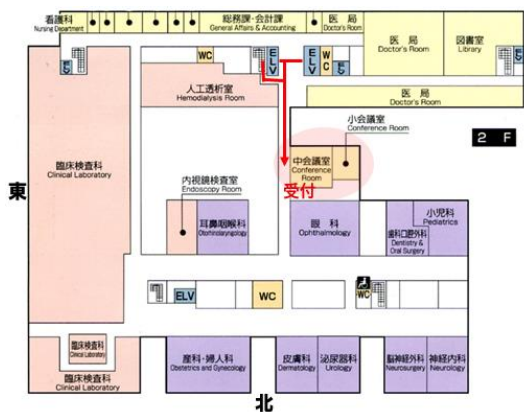 看護科
Nursing Department
総務課・会計課
General Affairs & Accounting
医局
Doctor's Room
医局
Doctor's Room
図書室
Library
WC
ELV
ELV
WC
人工透析室
Hemodialysis Room
医局
Doctor's Room
小会議室
Conference Room
2 F
中会議室
Conference
Room
臨床検査科
Clinical Laboratory
内視鏡検査室
Endoscopy Room
受付
東
耳鼻咽喉科
Otorhinolaryngology
眼科
Ophthalmology
小児科
Pediatrics
歯科口腔外科
Dentistry &
Oral Surgery
ELV
WC
WC
臨床検査科
Clinical Laboratory
臨床検査科
Clinical Laboratory
産科・婦人科
Obstetrics and Gynecology
皮膚科
Dermatology
泌尿器科
Urology
脳神経外科
Neurosurgery
神経内科
Neurology
北